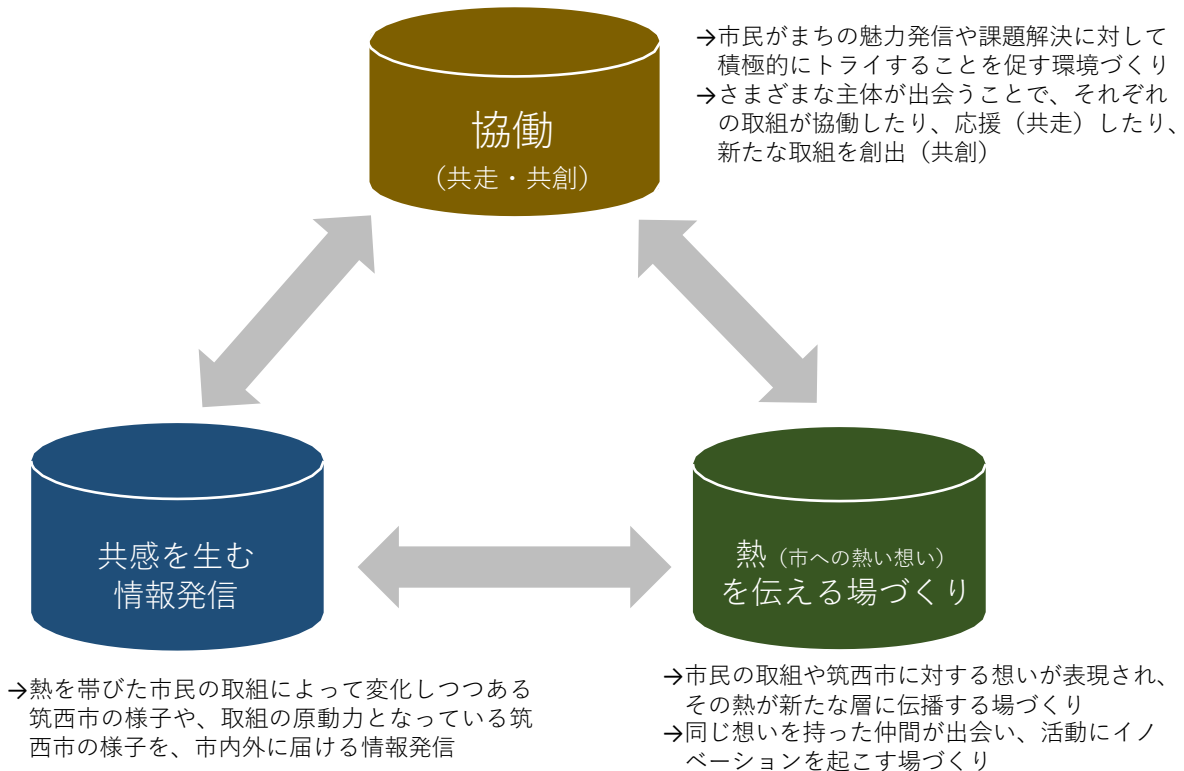 協働
（共走・共創）
→市民がまちの魅力発信や課題解決に対して
積極的にトライすることを促す環境づくり
→さまざまな主体が出会うことで、それぞれ
の取組が協働したり、応援（共走）したり、
新たな取組を創出（共創）
共感を生む
情報発信
→熱を帯びた市民の取組によって変化しつつある
筑西市の様子や、取組の原動力となっている筑
西市の様子を、市内外に届ける情報発信
熱（市への熱い想い）
を伝える場づくり
→市民の取組や筑西市に対する想いが表現され、
その熱が新たな層に伝播する場づくり
→同じ想いを持った仲間が出会い、活動にイノ
ベーションを起こす場づくり